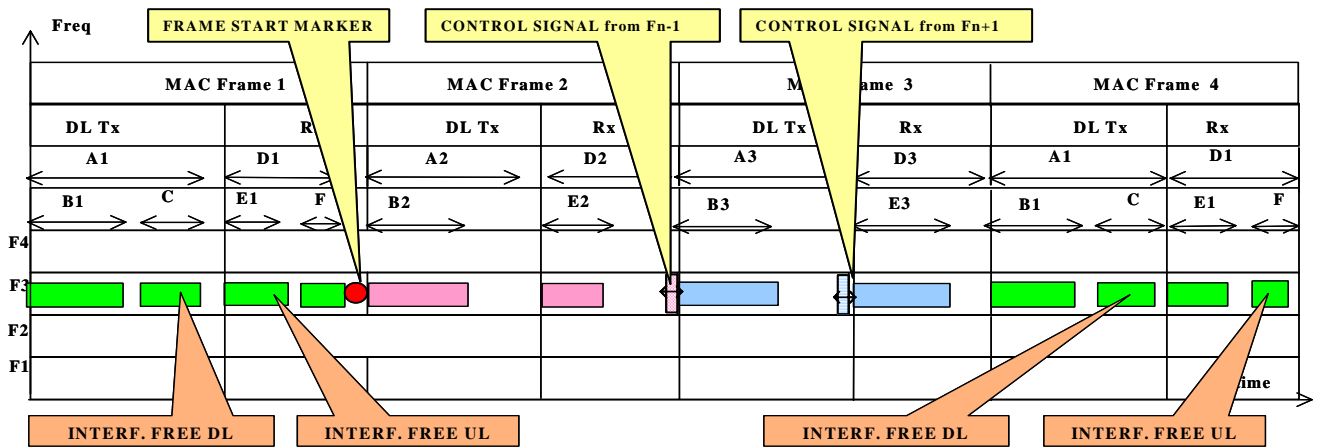 Freq
FRAME START MARKER
CONTROL SIGNAL from Fn-1
CONTROL SIGNAL from Fn+1
MAC Frame 1
MAC Frame 2
MAC Frame 4
DL Tx
DL Tx
Rx
DL Tx
Rx
DL Tx
Rx
A1
D1
A2
D2
A3
D3
A1
D1
B1
C
E1
F
B2
E2
B3
E3
B1
C
E1
F
F4
F3
F2
F1
INTERF. FREE DL
INTERF. FREE UL
INTERF. FREE DL
INTERF. FREE UL